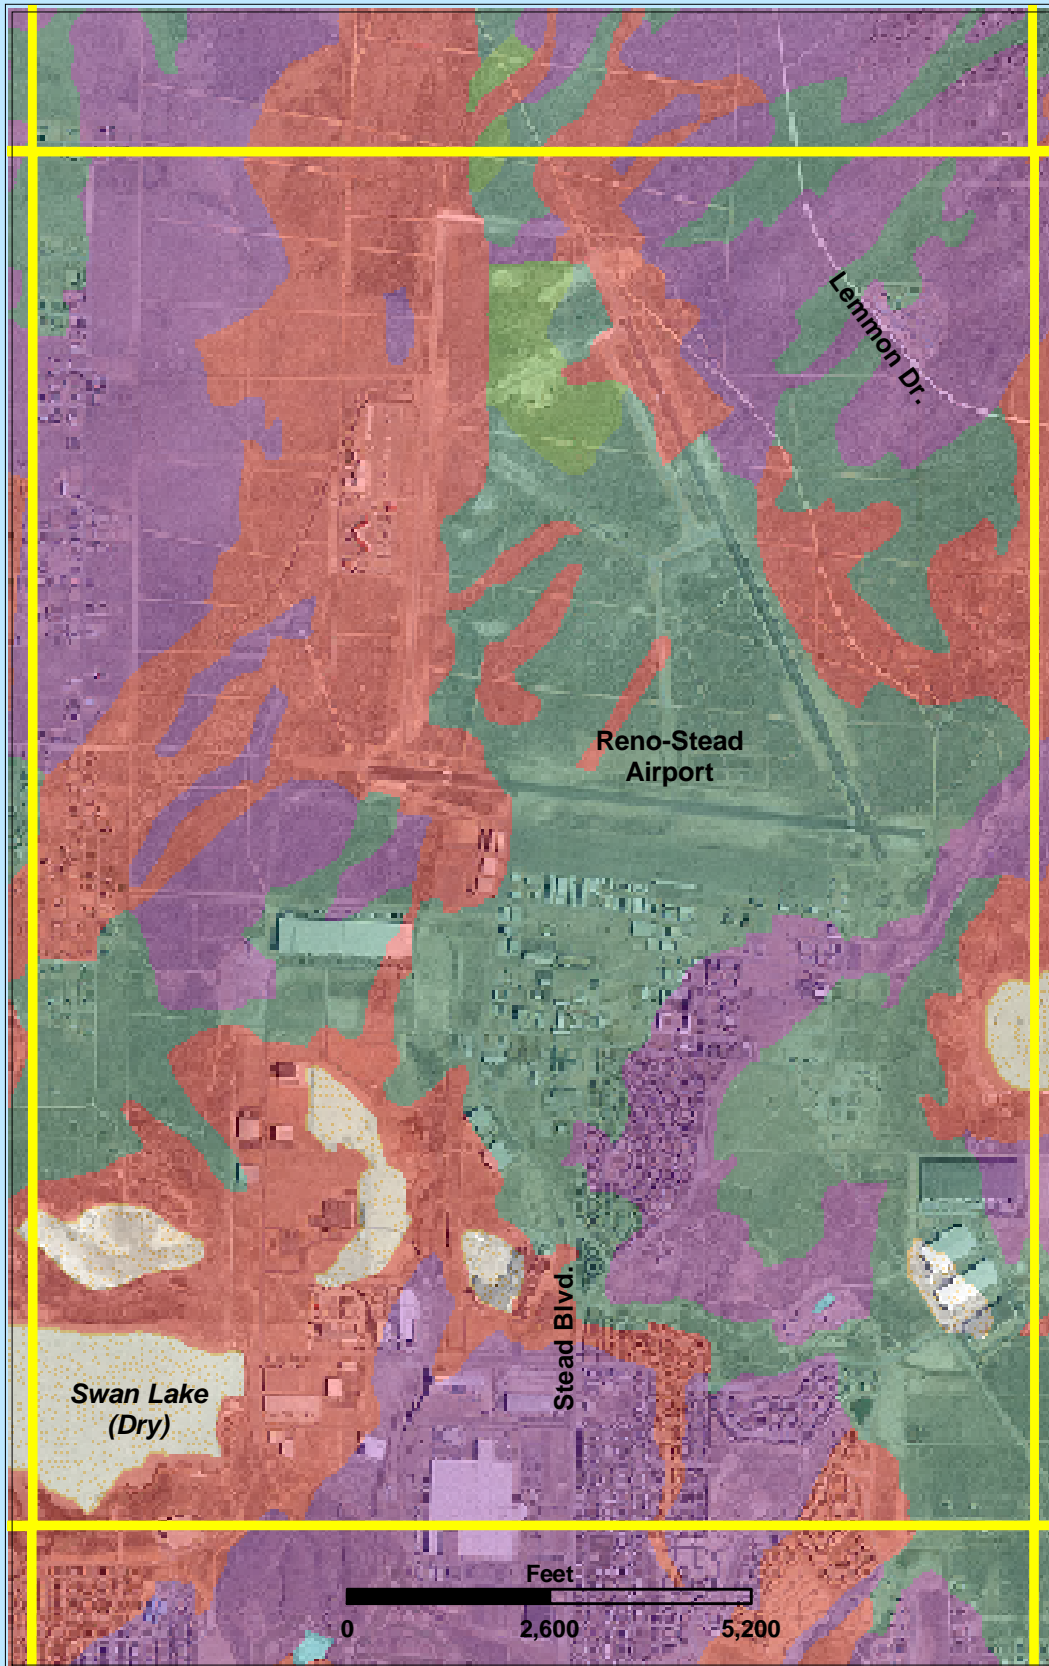 Lemmon Dr.
Reno-Stead
Airport
Stead Blvd.
Swan Lake
(Dry)
Feet
0 2,600 5,200